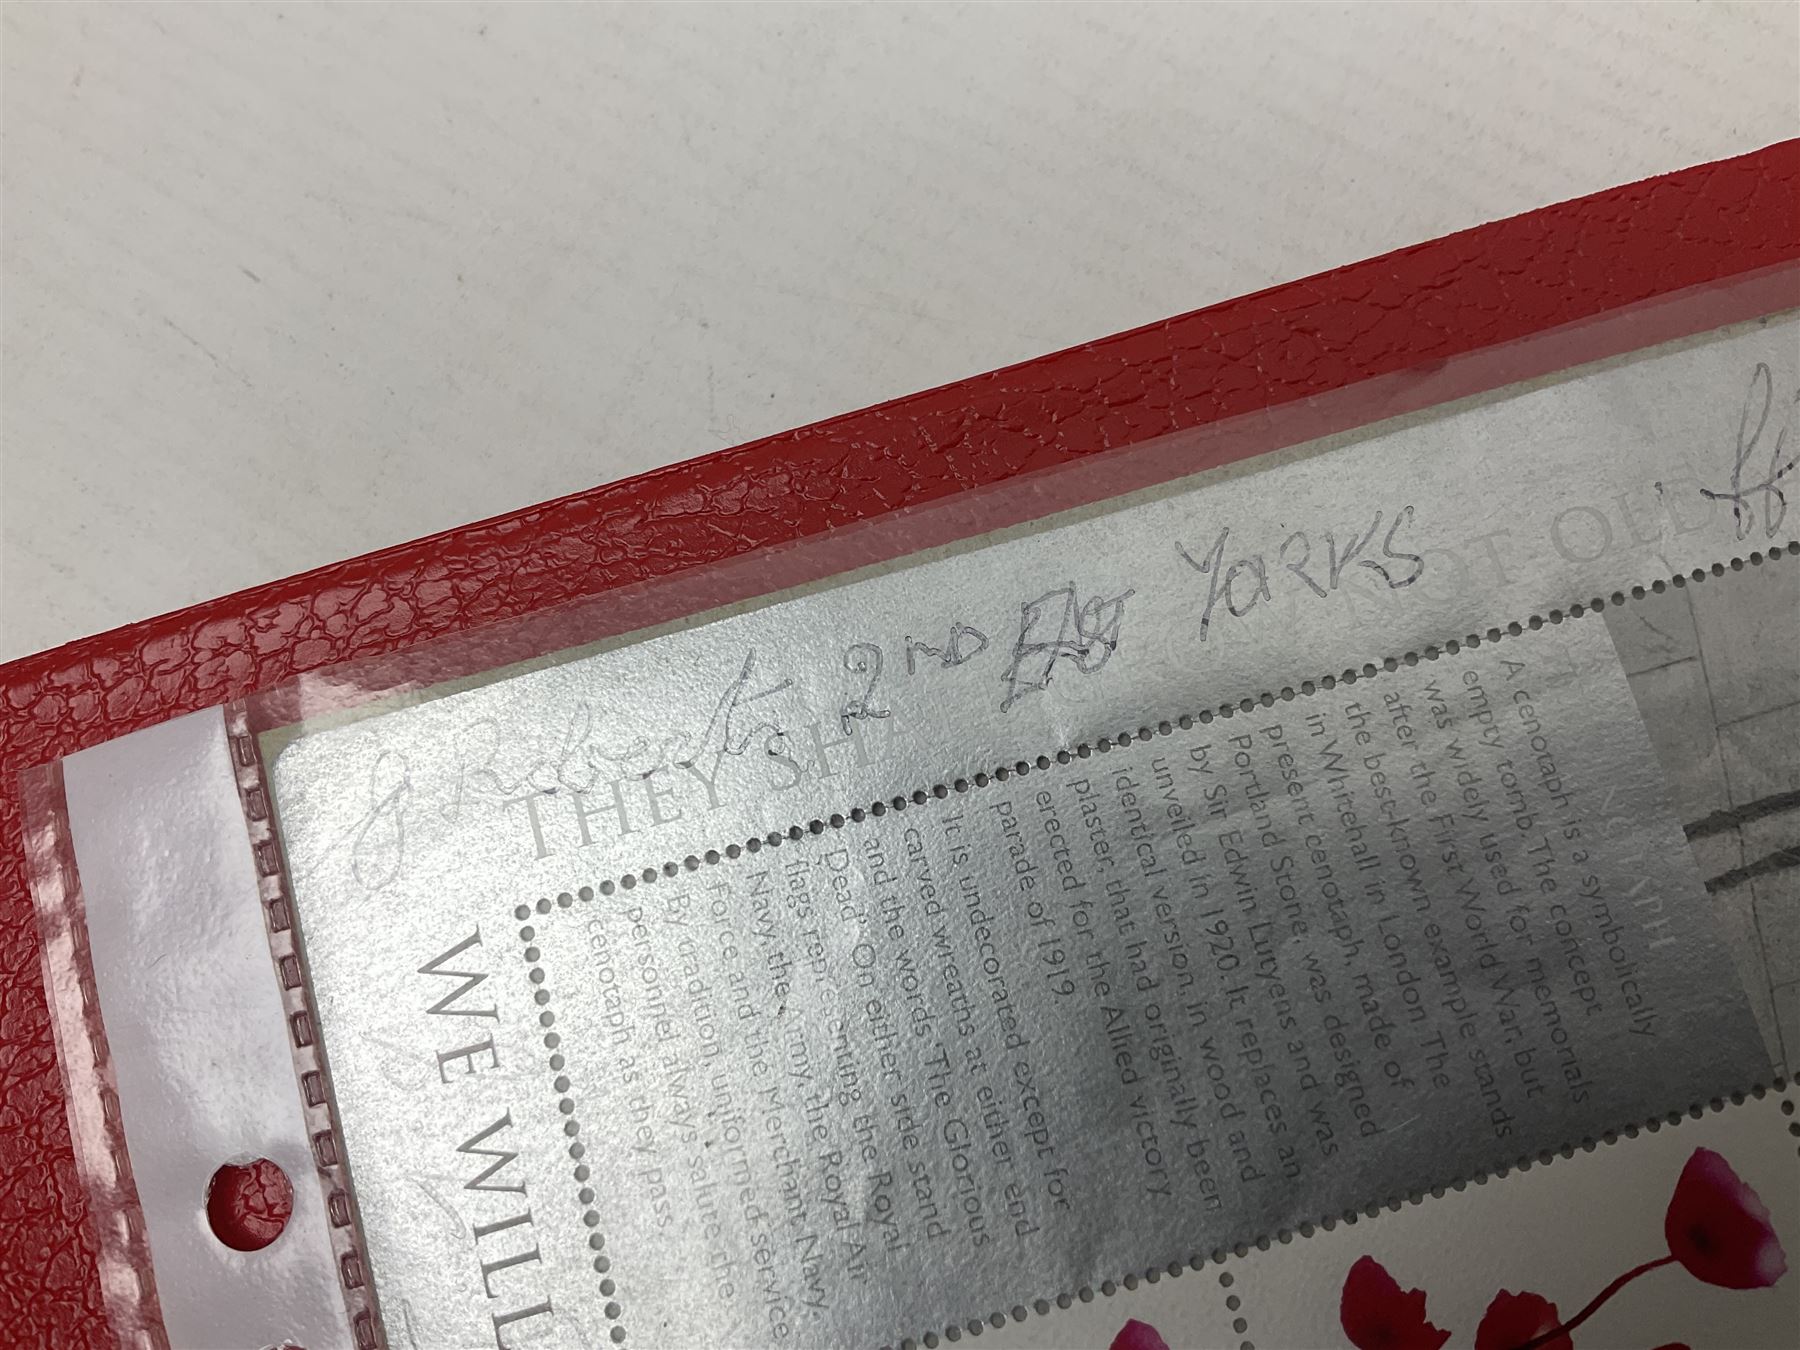 J Roberts 2ND East YORKS
THEY SHALL GROW NOT OLD
WE WILL
A cenotaph is a symbolically
empty tomb. The concept
was widely used for memorials
after the First World War, but
the best-known example stands
in Whitehall in London. The
present cenotaph, made of
Portland Stone, was designed
by Sir Edwin Lutyens and was
unveiled in 1920. It replaces an
identical version, in wood and
plaster, that had originally been
erected for the Allied victory
parade of 1919.
It is undecorated except for
carved wreaths at either end
and the words 'The Glorious
Dead'. On either side stand
flags representing the Royal
Navy, the Army, the Royal Air
Force and the Merchant Navy.
By tradition, uniformed service
personnel always salute the
cenotaph as they pass.